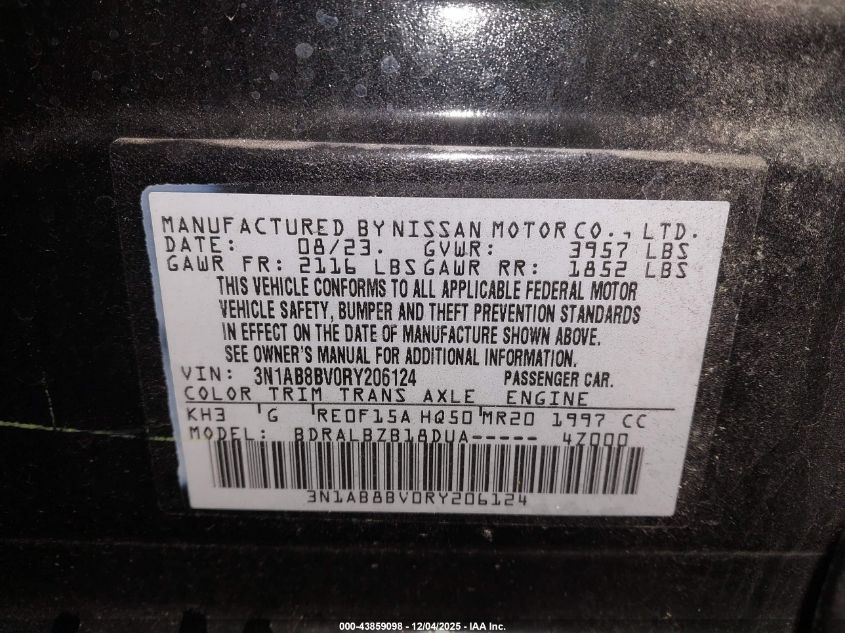 MANUFACTURED BY NISSAN MOTOR CO., LTD.
DATE: 08/23. GVWR: 3957 LBS
GAWR FR: 2116 LBS GAWR RR: 1852 LBS
THIS VEHICLE CONFORMS TO ALL APPLICABLE FEDERAL MOTOR
VEHICLE SAFETY, BUMPER AND THEFT PREVENTION STANDARDS
IN EFFECT ON THE DATE OF MANUFACTURE SHOWN ABOVE.
SEE OWNER'S MANUAL FOR ADDITIONAL INFORMATION.
VIN: 3N1AB8BV0RY206124 PASSENGER CAR.
COLOR TRIM TRANS AXLE ENGINE
KH3 G RE0F15A HQ50 MR20 1997 CC
MODEL: BDRALBZB18DUA----- 4Z000
3N1AB8BV0RY206124
000-43859098 - 12/04/2025 - IAA Inc.